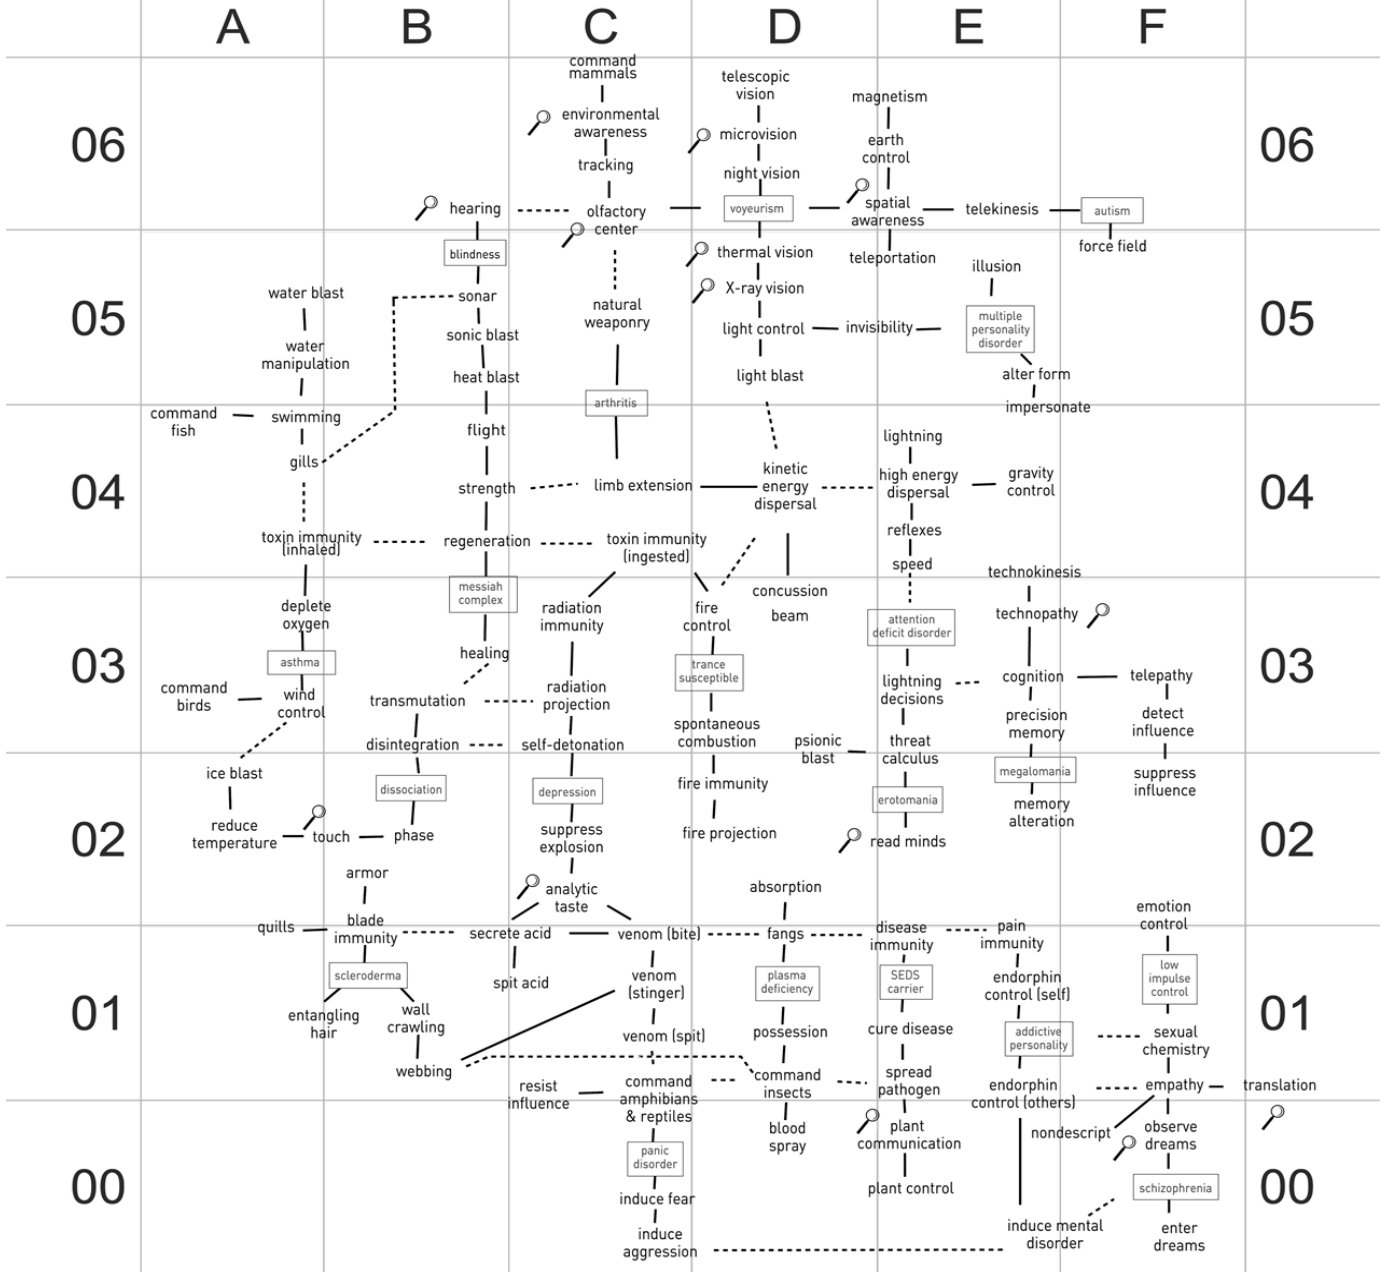 A B C D E F
06
command
mammals
environmental
awareness
tracking
hearing
olfactory
center
telescopic
vision
microvision
night vision
voyeurism
magnetism
earth
control
spatial
awareness
telekinesis
autism
06
05
water blast
water
manipulation
blindness
sonar
sonic blast
heat blast
natural
weaponry
arthritis
thermal vision
X-ray vision
light control
light blast
teleportation
invisibility
illusion
multiple
personality
disorder
alter form
impersonate
force field
05
04
command
fish
swimming
gills
toxin immunity
(inhaled)
flight
strength
regeneration
limb extension
toxin immunity
(ingested)
kinetic
energy
dispersal
lightning
high energy
dispersal
reflexes
speed
gravity
control
technokinesis
04
03
deplete
oxygen
asthma
command
birds
wind
control
messiah
complex
healing
transmutation
disintegration
radiation
immunity
radiation
projection
self-detonation
fire
control
trance
susceptible
spontaneous
combustion
concussion
beam
psionic
blast
attention
deficit disorder
lightning
decisions
threat
calculus
technopathy
cognition
precision
memory
telepathy
detect
influence
03
02
ice blast
reduce
temperature
touch
dissociation
phase
armor
depression
suppress
explosion
analytic
taste
fire immunity
fire projection
absorption
erotomania
read minds
megalomania
memory
alteration
suppress
influence
emotion
control
02
01
quills
blade
immunity
scleroderma
entangling
hair
wall
crawling
webbing
secrete acid
spit acid
venom (bite)
venom
(stinger)
venom (spit)
resist
influence
command
amphibians
& reptiles
fangs
plasma
deficiency
possession
command
insects
disease
immunity
SEDS
carrier
cure disease
spread
pathogen
pain
immunity
endorphin
control (self)
addictive
personality
endorphin
control (others)
low
impulse
control
sexual
chemistry
empathy
translation
01
00
panic
disorder
induce fear
induce
aggression
blood
spray
plant
communication
plant control
nondescript
induce mental
disorder
observe
dreams
schizophrenia
enter
dreams
00